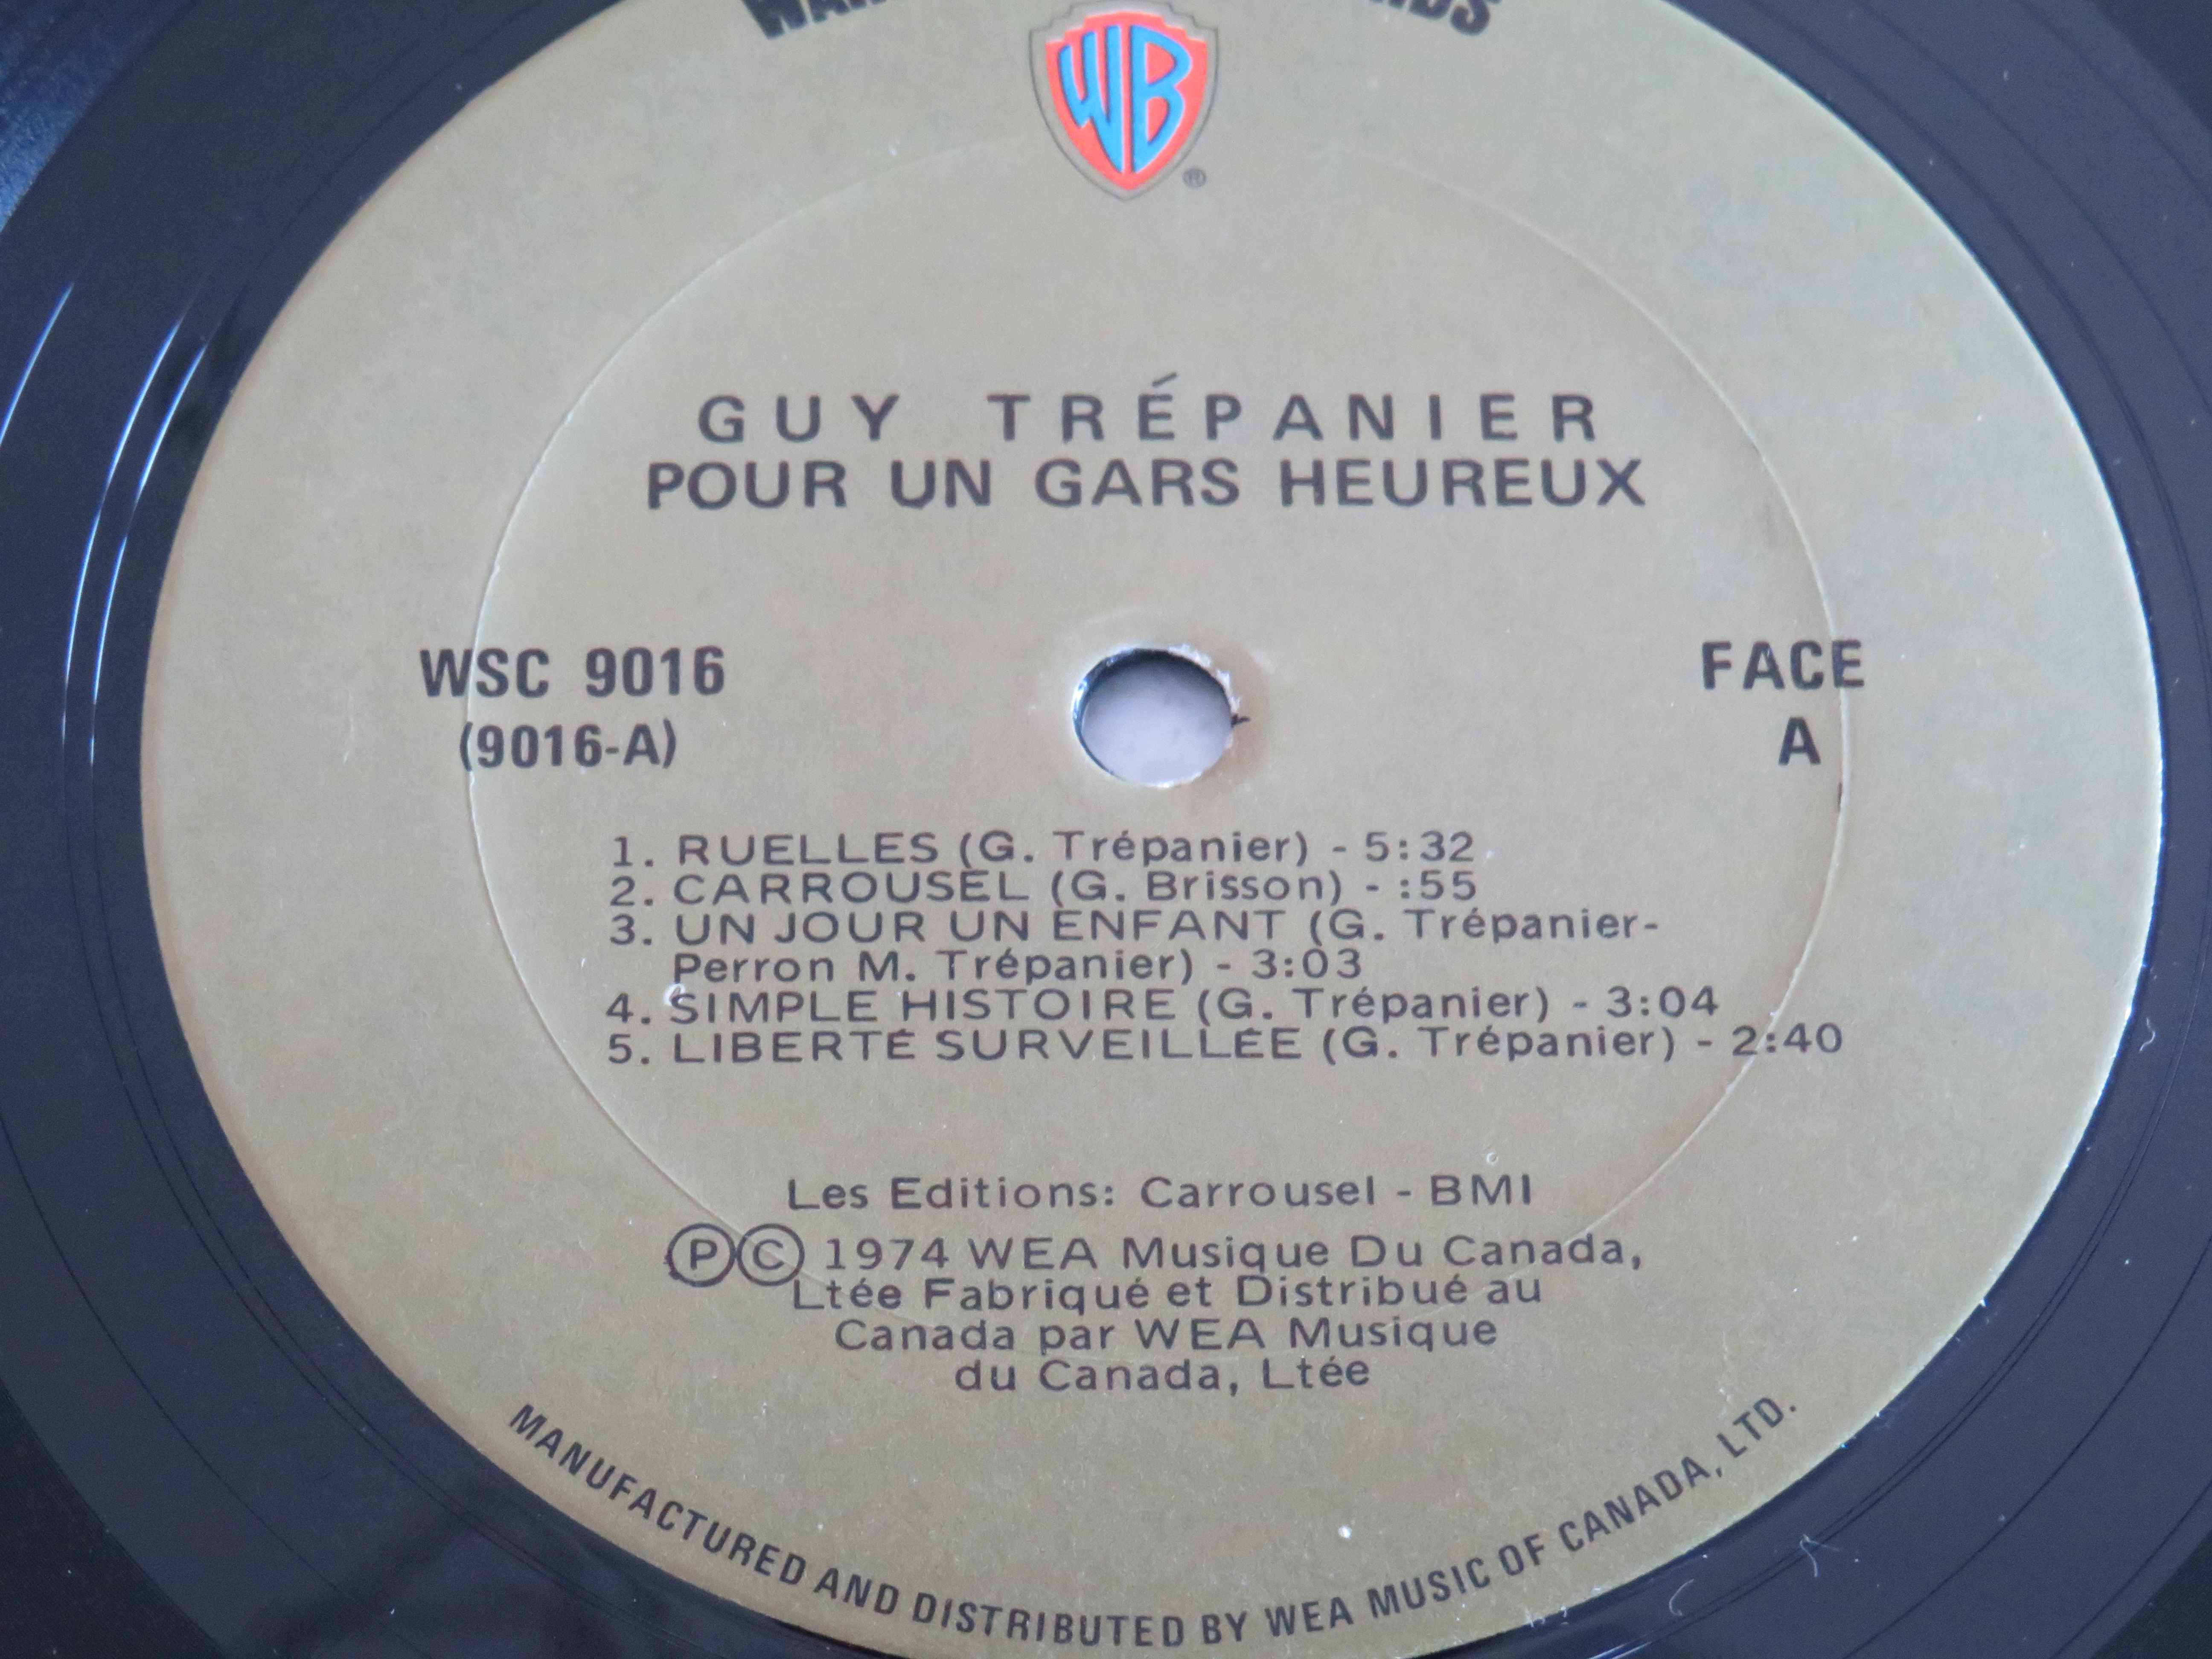 WB
®
GUY TRÉPANIER
POUR UN GARS HEUREUX
WSC 9016
(9016-A)
FACE
A
1. RUELLES (G. Trépanier) - 5:32
2. CARROUSEL (G. Brisson) - :55
3. UN JOUR UN ENFANT (G. Trépanier-
Perron M. Trépanier) - 3:03
4. SIMPLE HISTOIRE (G. Trépanier) - 3:04
5. LIBERTÉ SURVEILLÉE (G. Trépanier) - 2:40
Les Editions: Carrousel - BMI
Ⓟ© 1974 WEA Musique Du Canada,
Ltée Fabriqué et Distribué au
Canada par WEA Musique
du Canada, Ltée
MANUFACTURED AND DISTRIBUTED BY WEA MUSIC OF CANADA, LTD.